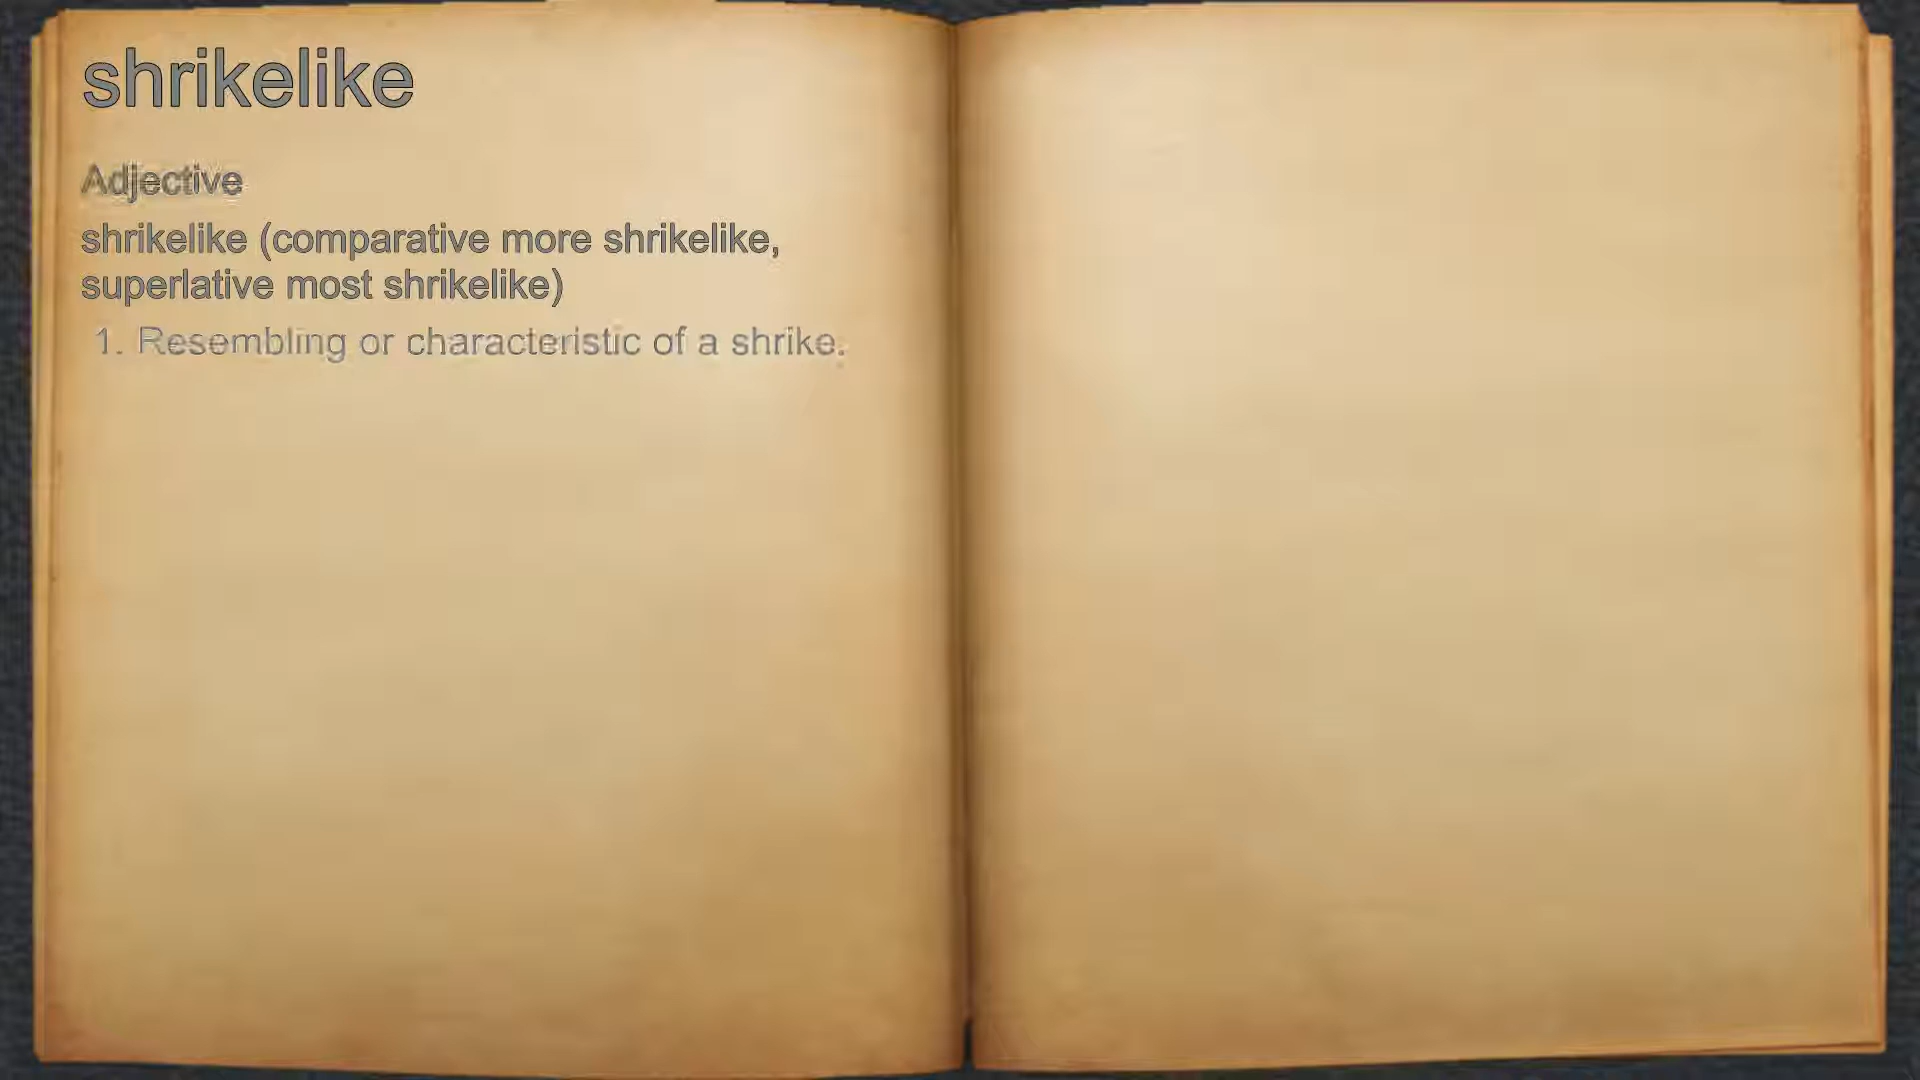 shrikelike
Adjective
shrikelike (comparative more shrikelike,
superlative most shrikelike)
1. Resembling or characteristic of a shrike.